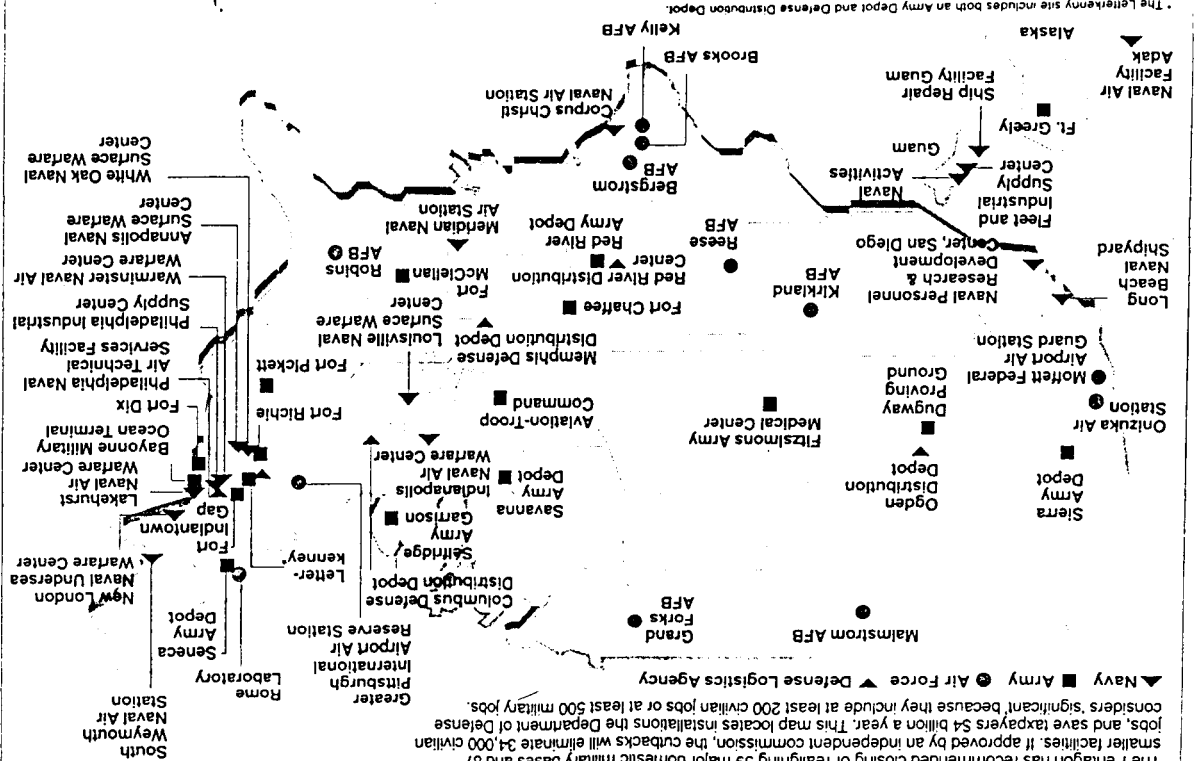 The Pentagon has recommended closing or realigning 59 major domestic military bases and 87
smaller facilities. If approved by an independent commission, the cutbacks will eliminate 34,000 civilian
jobs, and save taxpayers $4 billion a year. This map locates installations the Department of Defense
considers 'significant' because they include at least 200 civilian jobs or at least 500 military jobs.
Navy Army Air Force Defense Logistics Agency
Malmstrom AFB
Grand
Forks
AFB
Greater
Pittsburgh
International
Airport Air
Reserve Station
Rome
Laboratory
South
Weymouth
Naval Air
Station
Seneca
Army
Depot
New London
Naval Undersea
Warfare Center
Columbus Defense
Distribution Depot
Letter-
kenney*
Fort
Indiantown
Gap
Selfridge
Army
Garrison
Lakehurst
Naval Air
Warfare Center
Sierra
Army
Depot
Ogden
Distribution
Depot
Savanna
Army
Depot
Indianapolis
Naval Air
Warfare Center
Bayonne Military
Ocean Terminal
Fort Dix
Onizuka Air
Station
Dugway
Proving
Ground
Fitzsimons Army
Medical Center
Aviation-Troop
Command
Fort Richie
Philadelphia Naval
Air Technical
Services Facility
Moffett Federal
Airport Air
Guard Station
Fort Pickett
Memphis Defense
Distribution Depot
Louisville Naval
Surface Warfare
Center
Philadelphia Industrial
Supply Center
Warminster Naval Air
Warfare Center
Long
Beach
Naval
Shipyard
Naval Personnel
Research &
Development
Center, San Diego
Kirkland
AFB
Fort Chaffee
Fort
McClellan
Red River Distribution
Center
Red River
Army Depot
Reese
AFB
Robins
AFB
Annapolis Naval
Surface Warfare
Center
Meridian Naval
Air Station
White Oak Naval
Surface Warfare
Center
Fleet and
Industrial
Supply
Center
Naval
Activities
Guam
Bergstrom
AFB
Ft. Greely
Ship Repair
Facility Guam
Corpus Christi
Naval Air Station
Naval Air
Facility
Adak
Alaska
Brooks AFB
Kelly AFB
* The Letterkenny site includes both an Army Depot and Defense Distribution Depot.